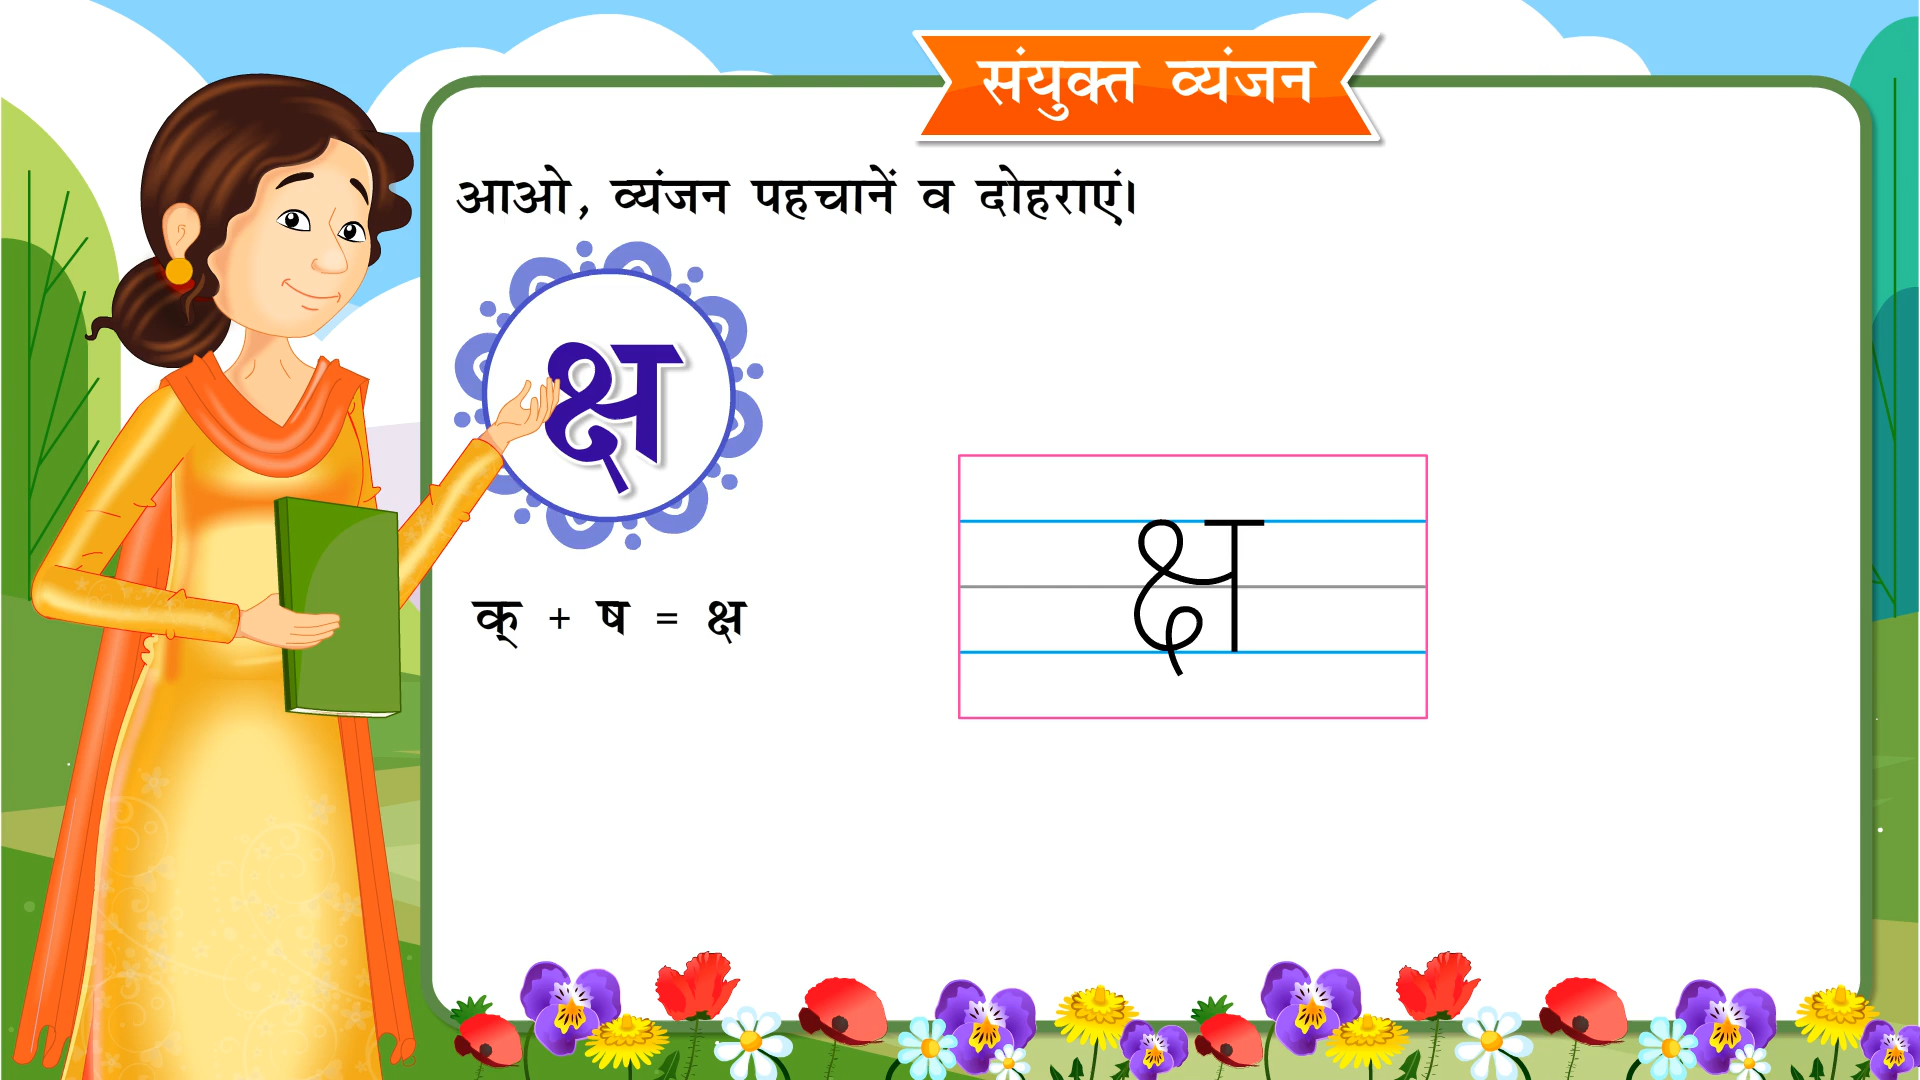 संयुक्त व्यंजन
आओ, व्यंजन पहचानें व दोहराएं।
क्ष
क् + ष = क्ष
क्ष